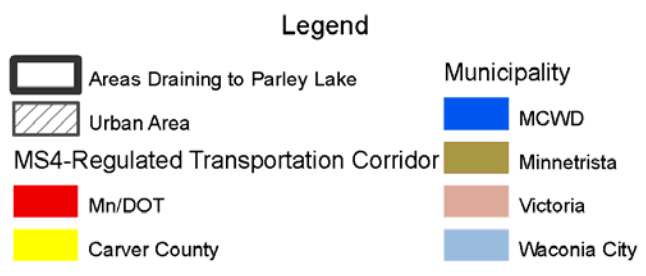 Legend
Areas Draining to Parley Lake
Urban Area
MS4-Regulated Transportation Corridor
Mn/DOT
Carver County
Municipality
MCWD
Minnetrista
Victoria
Waconia City